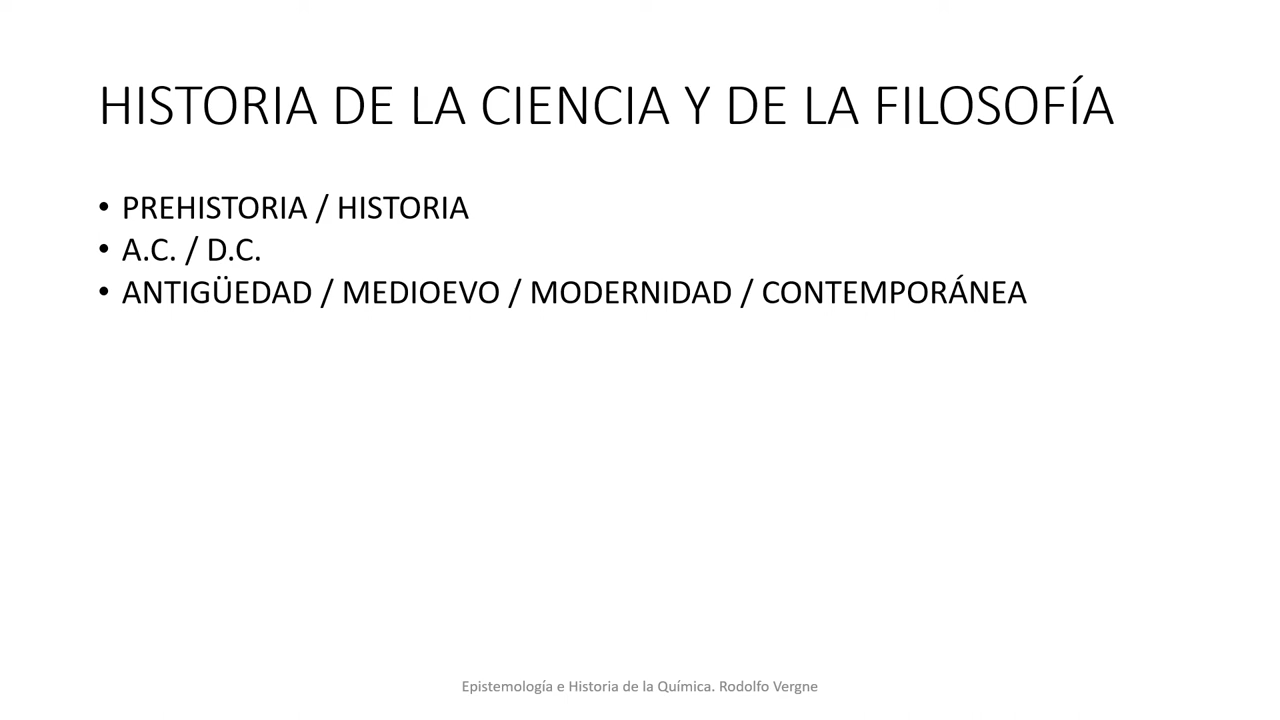 HISTORIA DE LA CIENCIA Y DE LA FILOSOFÍA
• PREHISTORIA / HISTORIA
• A.C. / D.C.
• ANTIGÜEDAD / MEDIOEVO / MODERNIDAD / CONTEMPORÁNEA
Epistemología e Historia de la Química. Rodolfo Vergne